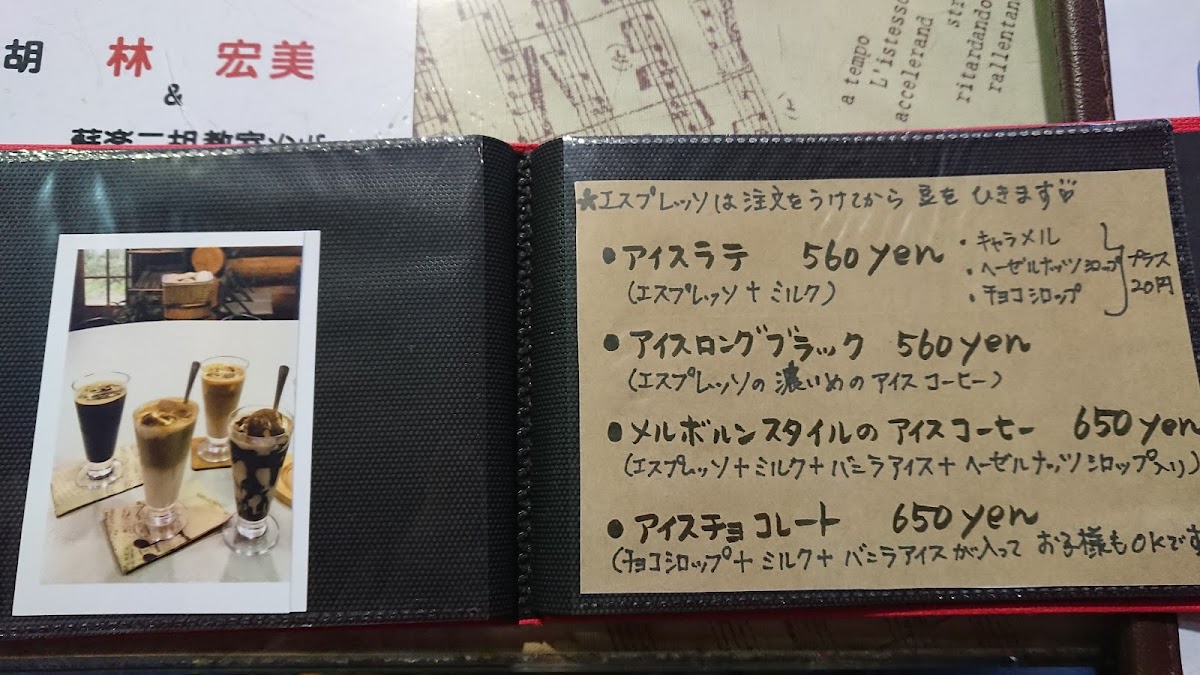 胡 林 宏美
&
a tempo
L'istesso
accelerand
ritardando
rallentan
★エスプレッソは注文をうけてから 豆を ひきます♡
●アイスラテ 560yen
(エスプレッソ+ミルク)
・キャラメル
・ヘーゼルナッツシロップ
・チョコシロップ
プラス
20円
●アイスロングブラック 560yen
(エスプレッソの濃いめのアイスコーヒー)
●メルボルンスタイルのアイスコーヒー 650yen
(エスプレッソ+ミルク+バニラアイス+ヘーゼルナッツシロップ入り)
●アイスチョコレート 650yen
(チョコシロップ+ミルク+バニラアイスが入って お子様もOKです